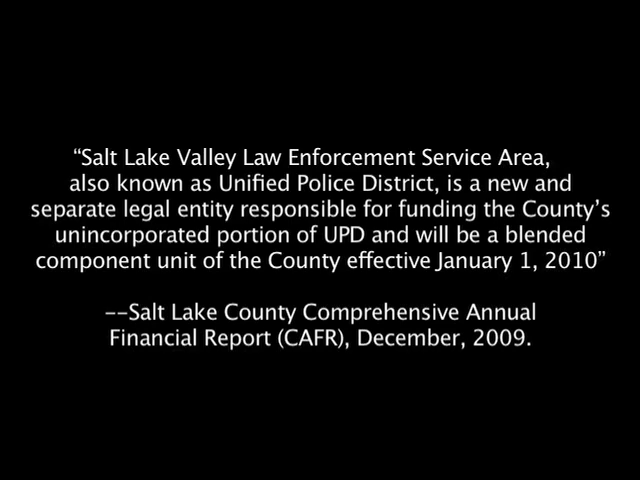 “Salt Lake Valley Law Enforcement Service Area,
also known as Unified Police District, is a new and
separate legal entity responsible for funding the County’s
unincorporated portion of UPD and will be a blended
component unit of the County effective January 1, 2010”
--Salt Lake County Comprehensive Annual
Financial Report (CAFR), December, 2009.